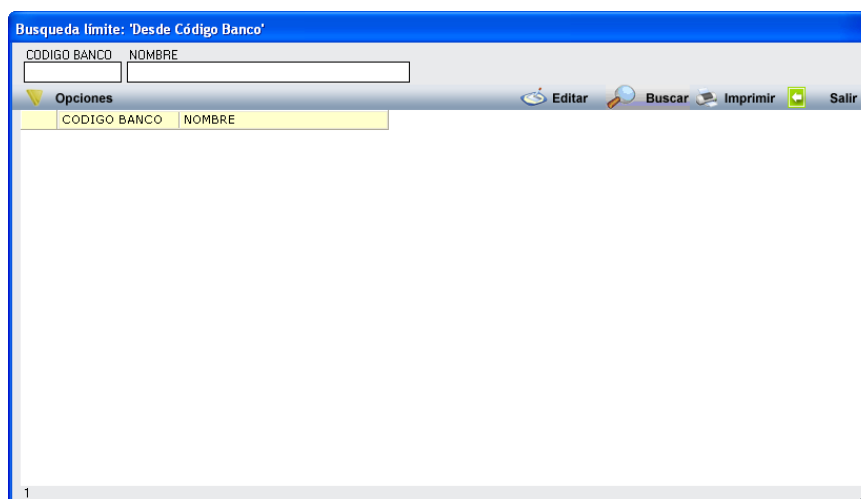 Busqueda límite: 'Desde Código Banco'
CODIGO BANCO NOMBRE
Opciones Editar Buscar Imprimir Salir
CODIGO BANCO NOMBRE
1